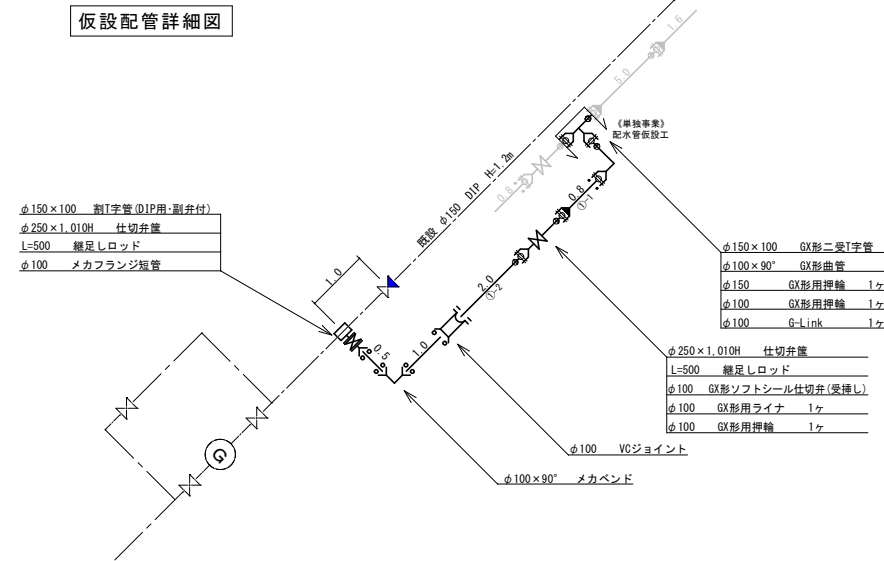 仮設配管詳細図
1.6
5.0
《単独事業》
配水管仮設工
0.8
既設 φ150 DIP H=1.2m
0.8
①-1
φ150×100 割T字管(DIP用・副弁付)
φ250×1,010H 仕切弁筐
L=500 継足しロッド
φ100 メカフランジ短管
1.0
2.0
①-2
φ150×100 GX形二受T字管
φ100×90° GX形曲管
φ150 GX形用押輪 1ヶ
φ100 GX形用押輪 1ヶ
φ100 G-Link 1ヶ
0.5
1.0
φ250×1,010H 仕切弁筐
L=500 継足しロッド
φ100 GX形ソフトシール仕切弁(受挿し)
φ100 GX形用ライナ 1ヶ
φ100 GX形用押輪 1ヶ
G
φ100 VCジョイント
φ100×90° メカベンド